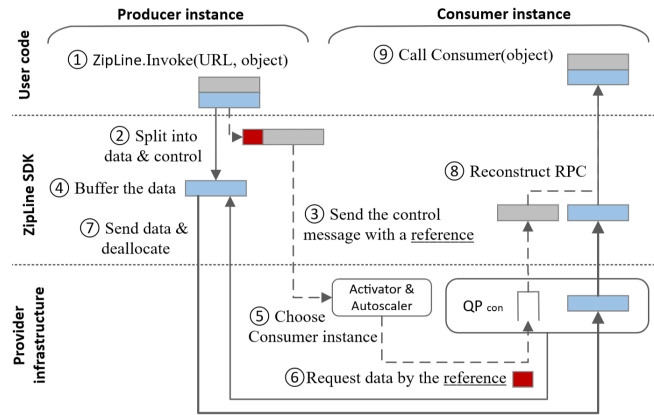 Producer instance
Consumer instance
User code
① ZipLine.Invoke(URL, object)
⑨ Call Consumer(object)
ZipLine SDK
② Split into
data & control
④ Buffer the data
⑦ Send data &
deallocate
③ Send the control
message with a reference
⑧ Reconstruct RPC
Provider
infrastructure
Activator &
Autoscaler
QP con
⑤ Choose
Consumer instance
⑥Request data by the reference